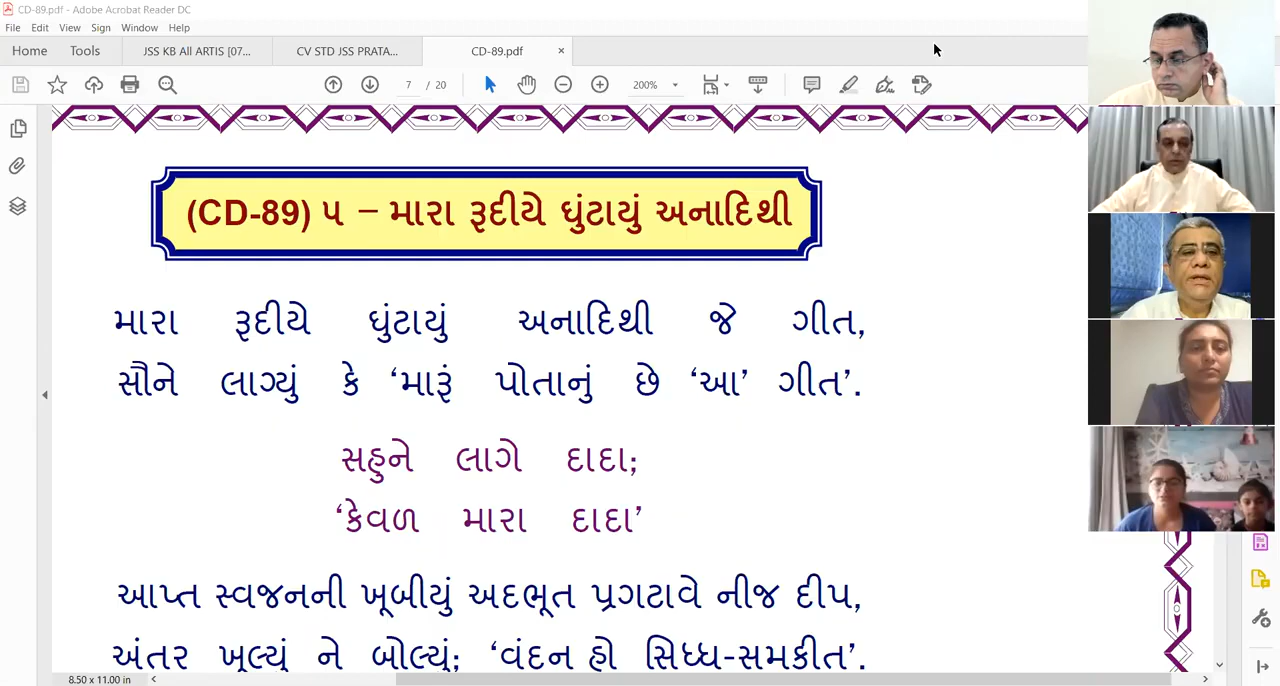 CD-89.pdf - Adobe Acrobat Reader DC
File Edit View Sign Window Help
Home Tools JSS KB All ARTIS [07... CV STD JSS PRATA... CD-89.pdf ×
7 / 20 200%
(CD-89) ૫ – મારા રૂદીયે ઘુંટાયું અનાદિથી
મારા રૂદીયે ઘુંટાયું અનાદિથી જે ગીત,
સૌને લાગ્યું કે ‘મારૂં પોતાનું છે ‘આ’ ગીત’.
સહુને લાગે દાદા;
‘કેવળ મારા દાદા’
આપ્ત સ્વજનની ખૂબીયું અદભૂત પ્રગટાવે નીજ દીપ,
અંતર ખૂલ્યું ને બોલ્યું; ‘વંદન હો સિધ્ધ-સમકીત’.
8.50 x 11.00 in